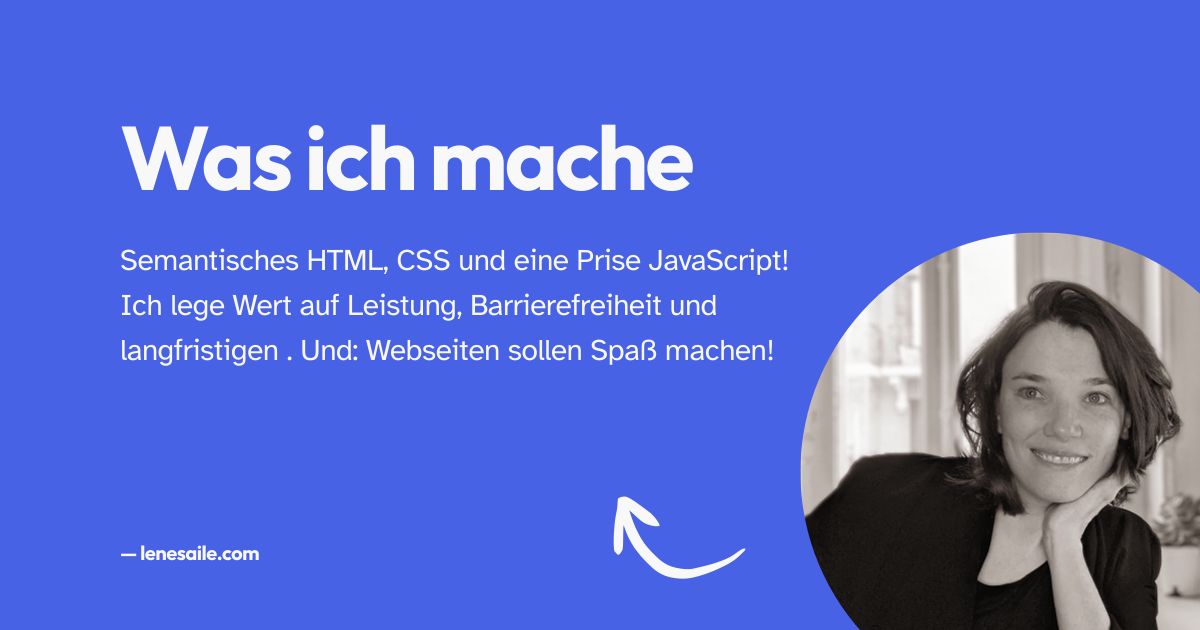 Was ich mache
Semantisches HTML, CSS und eine Prise JavaScript!
Ich lege Wert auf Leistung, Barrierefreiheit und
langfristigen . Und: Webseiten sollen Spaß machen!
— lenesaile.com